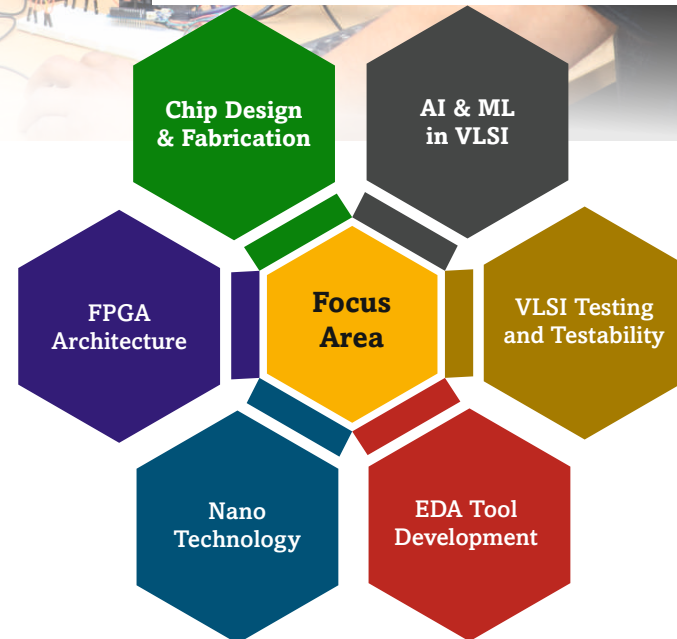 Chip Design
& Fabrication
AI & ML
in VLSI
FPGA
Architecture
Focus
Area
VLSI Testing
and Testability
Nano
Technology
EDA Tool
Development